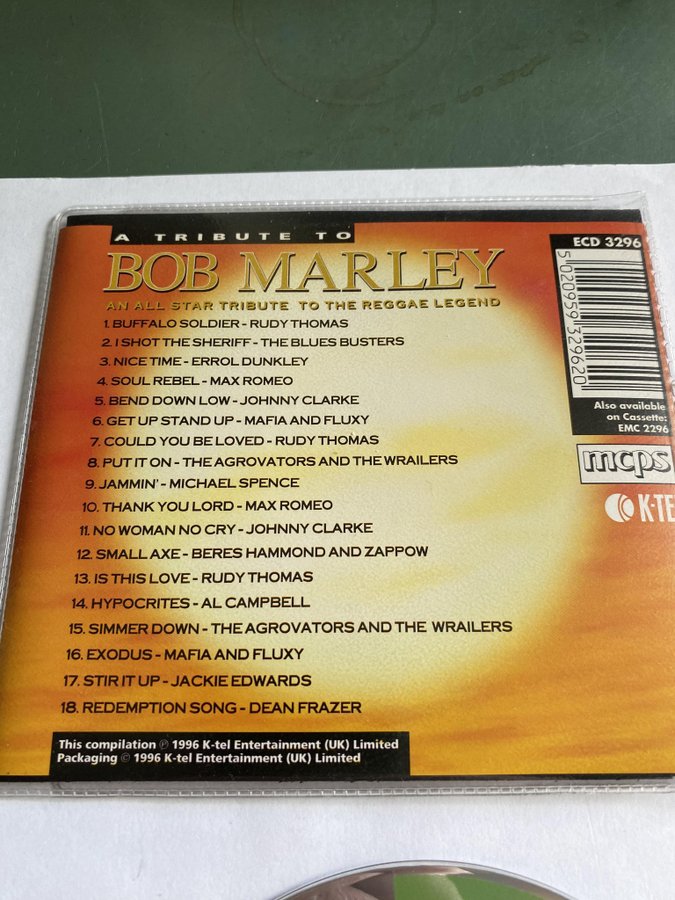 A TRIBUTE TO
BOB MARLEY
AN ALL STAR TRIBUTE TO THE REGGAE LEGEND
1. BUFFALO SOLDIER - RUDY THOMAS
2. I SHOT THE SHERIFF - THE BLUES BUSTERS
3. NICE TIME - ERROL DUNKLEY
4. SOUL REBEL - MAX ROMEO
5. BEND DOWN LOW - JOHNNY CLARKE
6. GET UP STAND UP - MAFIA AND FLUXY
7. COULD YOU BE LOVED - RUDY THOMAS
8. PUT IT ON - THE AGROVATORS AND THE WRAILERS
9. JAMMIN' - MICHAEL SPENCE
10. THANK YOU LORD - MAX ROMEO
11. NO WOMAN NO CRY - JOHNNY CLARKE
12. SMALL AXE - BERES HAMMOND AND ZAPPOW
13. IS THIS LOVE - RUDY THOMAS
14. HYPOCRITES - AL CAMPBELL
15. SIMMER DOWN - THE AGROVATORS AND THE WRAILERS
16. EXODUS - MAFIA AND FLUXY
17. STIR IT UP - JACKIE EDWARDS
18. REDEMPTION SONG - DEAN FRAZER
This compilation ℗ 1996 K-tel Entertainment (UK) Limited
Packaging © 1996 K-tel Entertainment (UK) Limited
ECD 3296
5 020959 329620
Also available
on Cassette:
EMC 2296
mcps
K-TE